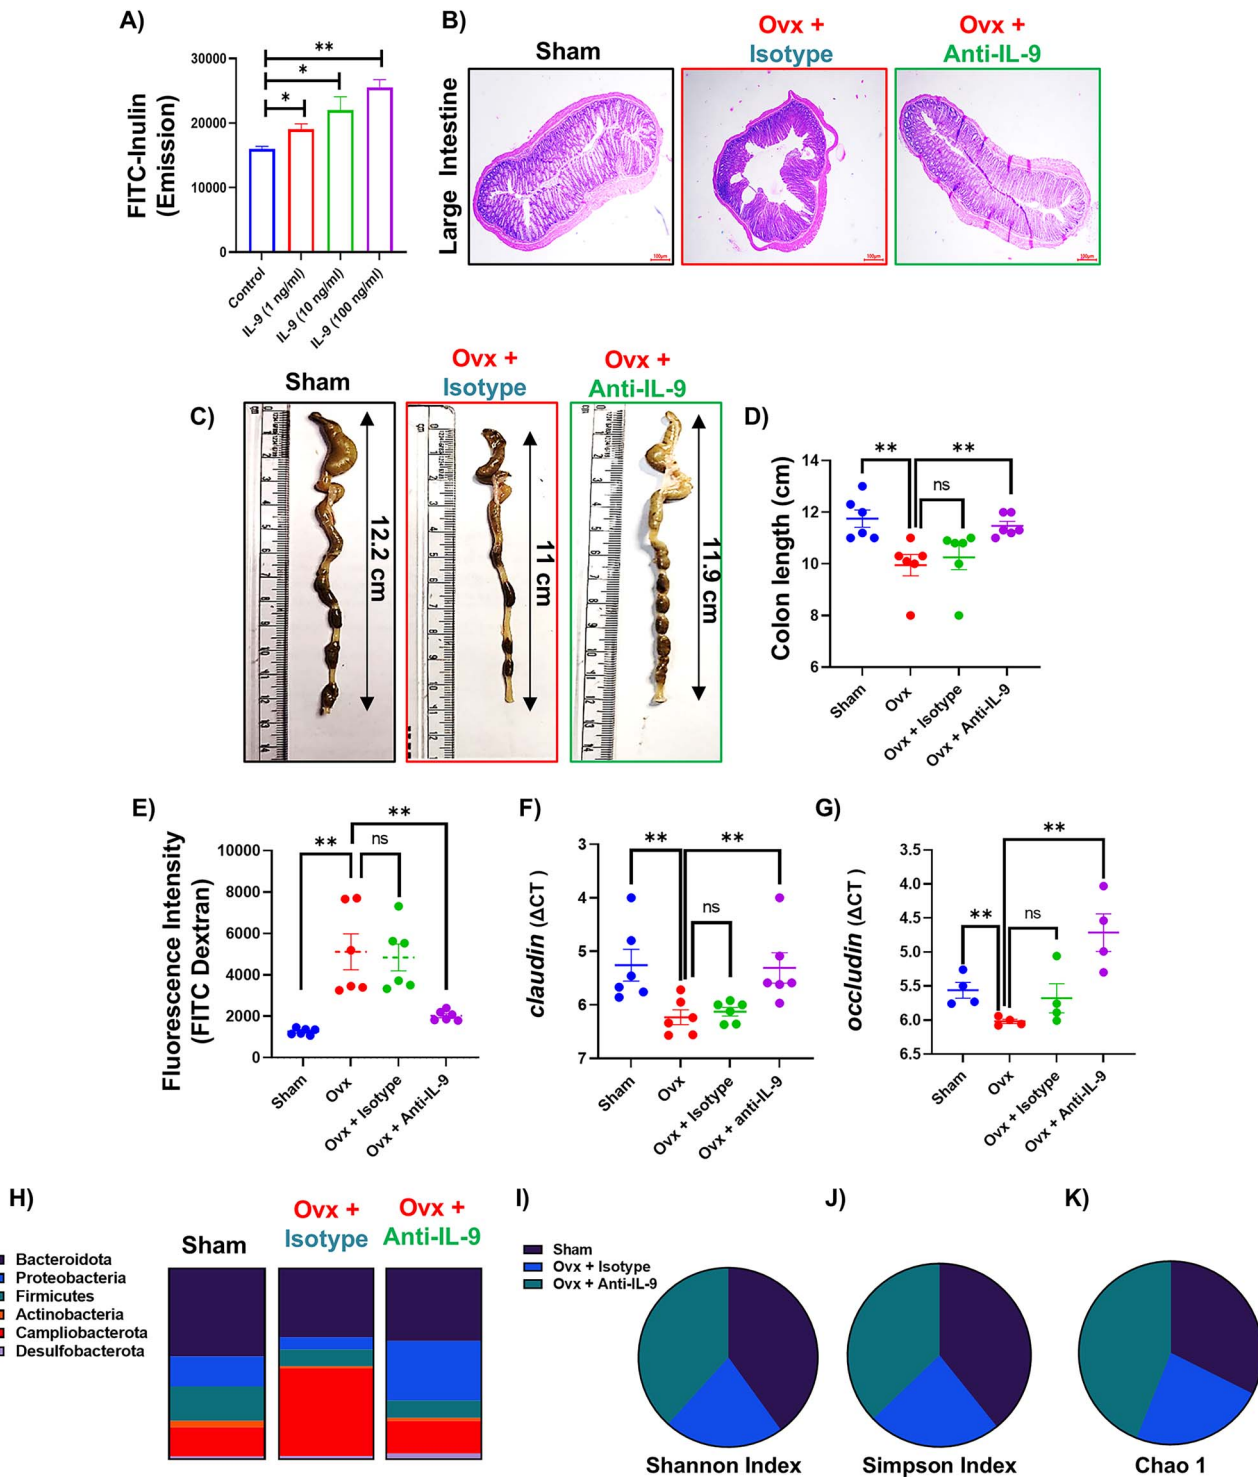 A)
FITC-Inulin
(Emission)
30000
20000
10000
0
**
*
*
Control
IL-9 (1 ng/ml)
IL-9 (10 ng/ml)
IL-9 (100 ng/ml)
B)
Sham
Ovx +
Isotype
Ovx +
Anti-IL-9
Large Intestine
100µm
100µm
100µm
C)
Sham
Ovx +
Isotype
Ovx +
Anti-IL-9
12.2 cm
11 cm
11.9 cm
D)
Colon length (cm)
14
12
10
8
6
**
**
ns
Sham
Ovx
Ovx + Isotype
Ovx + Anti-IL-9
E)
Fluorescence Intensity
(FITC Dextran)
10000
8000
6000
4000
2000
0
**
**
ns
Sham
Ovx
Ovx + Isotype
Ovx + Anti-IL-9
F)
claudin (ΔCT )
3
4
5
6
7
**
**
ns
Sham
Ovx
Ovx + Isotype
Ovx + anti-IL-9
G)
occludin (ΔCT )
3.5
4.0
4.5
5.0
5.5
6.0
6.5
**
**
ns
Sham
Ovx
Ovx + Isotype
Ovx + Anti-IL-9
H)
Sham
Ovx +
Isotype
Ovx +
Anti-IL-9
Bacteroidota
Proteobacteria
Firmicutes
Actinobacteria
Campliobacterota
Desulfobacterota
I)
Sham
Ovx + Isotype
Ovx + Anti-IL-9
Shannon Index
J)
Simpson Index
K)
Chao 1